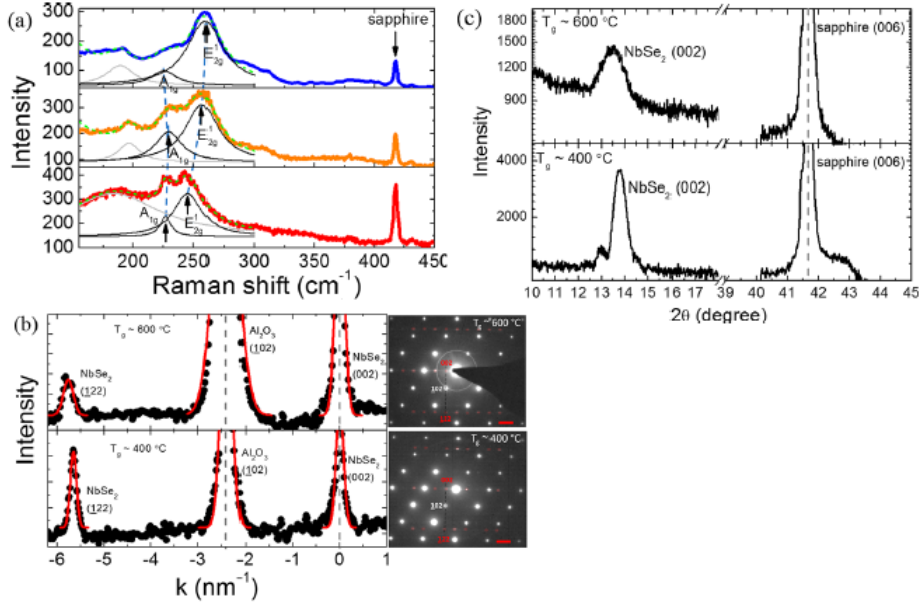 (a)
sapphire
300
200
100
E¹2g
A1g
300
200
100
E¹2g
A1g
400
300
200
100
A1g
E¹2g
200 250 300 350 400 450
Raman shift (cm⁻¹)
Intensity
(c)
1800
1500
1200
900
Tg ~ 600 °C
NbSe2 (002)
sapphire (006)
4000
2000
Tg ~ 400 °C
NbSe2 (002)
sapphire (006)
10 11 12 13 14 15 16 17 39 40 41 42 43 44 45
2θ (degree)
Intensity
(b)
Tg ~ 600 °C
Al2O3
(102)
NbSe2
(122)
NbSe2
(002)
Tg ~ 600 °C
102
Tg ~ 400 °C
Al2O3
(102)
NbSe2
(122)
NbSe2
(002)
Tg ~ 400 °C
102
-6 -5 -4 -3 -2 -1 0 1
k (nm⁻¹)
Intensity